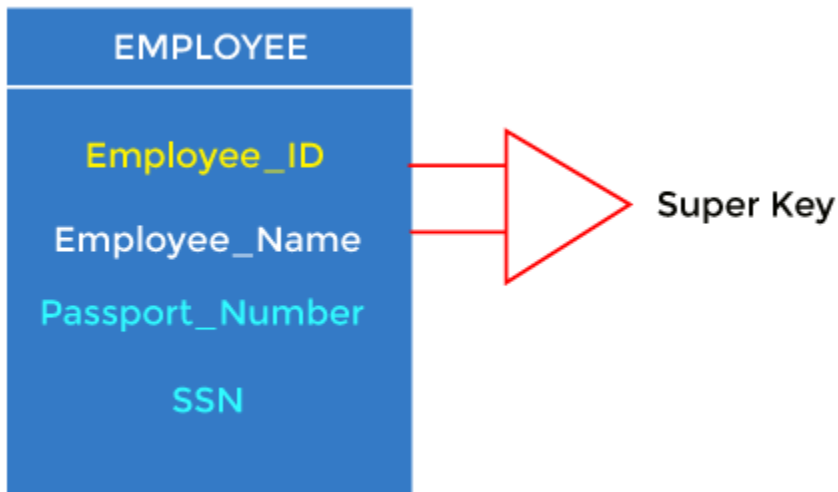 EMPLOYEE
Employee_ID
Employee_Name
Super Key
Passport_Number
SSN